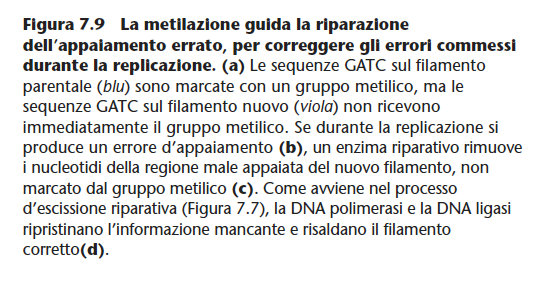 Figura 7.9 La metilazione guida la riparazione
dell'appaiamento errato, per correggere gli errori commessi
durante la replicazione. (a) Le sequenze GATC sul filamento
parentale (blu) sono marcate con un gruppo metilico, ma le
sequenze GATC sul filamento nuovo (viola) non ricevono
immediatamente il gruppo metilico. Se durante la replicazione si
produce un errore d'appaiamento (b), un enzima riparativo rimuove
i nucleotidi della regione male appaiata del nuovo filamento, non
marcato dal gruppo metilico (c). Come avviene nel processo
d'escissione riparativa (Figura 7.7), la DNA polimerasi e la DNA ligasi
ripristinano l'informazione mancante e risaldano il filamento
corretto(d).